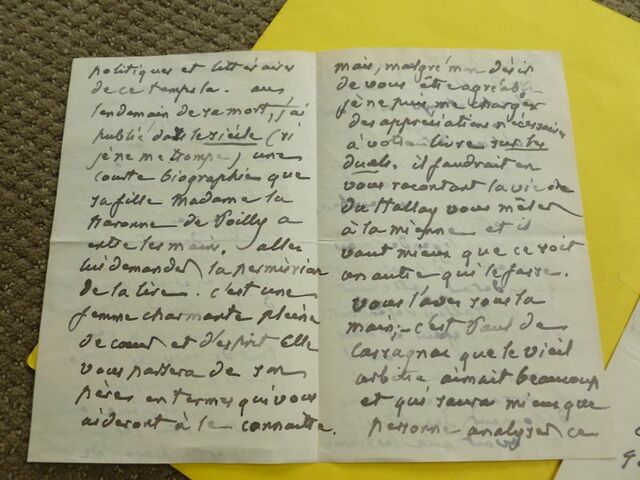 politiques et littéraires
de ce temps la. au
lendemain de sa mort, j'ai
publié dans le siècle (si
je ne me trompe) une
courte biographie que
sa fille Madame la
Baronne de Poilly a
entre les mains. allez
lui demander la permission
de la lire. c'est une
femme charmante pleine
de cœur et d'esprit Elle
vous parlera de son
père en termes qui vous
aideront à le connaitre.
mais, malgré mon désir
de vous être agréable
je ne puis me charger
des appreciations nécessaires
à votre livre sur les
duels. il faudrait en
vous racontant la vie de
du Hallay vous mêler
à la mienne et il
vaut mieux que ce soit
un autre qui le fasse.
vous l'avez sous la
main,- c'est Paul de
Cassagnac que le vieil
arbitre aimait beaucoup
et qui saura mieux que
personne analyser ce